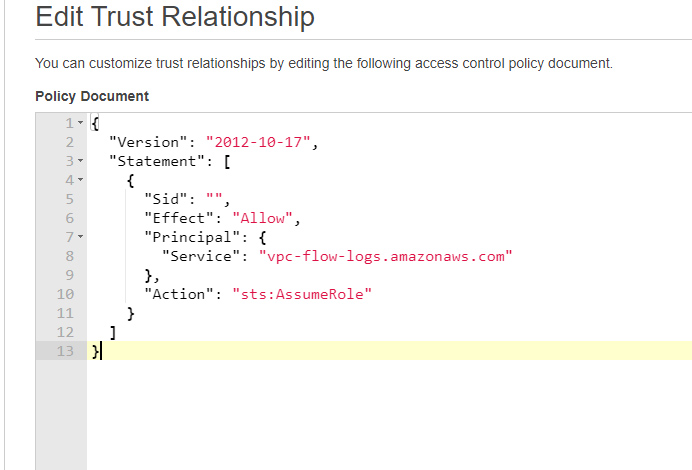 Edit Trust Relationship
You can customize trust relationships by editing the following access control policy document.
Policy Document
1 {
2 "Version": "2012-10-17",
3 "Statement": [
4 {
5 "Sid": "",
6 "Effect": "Allow",
7 "Principal": {
8 "Service": "vpc-flow-logs.amazonaws.com"
9 },
10 "Action": "sts:AssumeRole"
11 }
12 ]
13 }